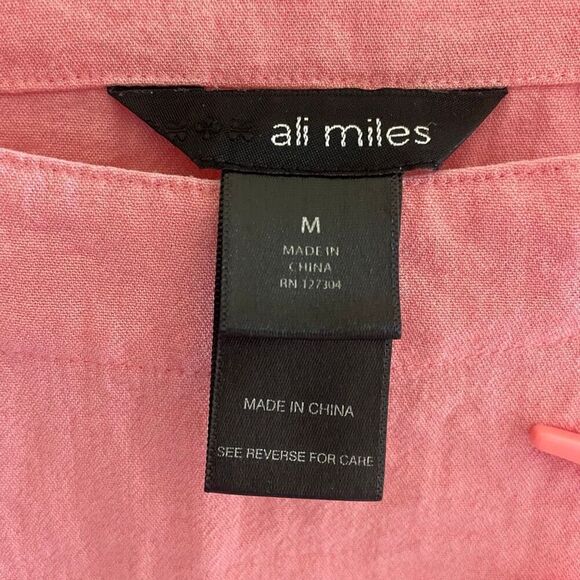 ali miles
M
MADE IN
CHINA
RN 127304
MADE IN CHINA
SEE REVERSE FOR CARE